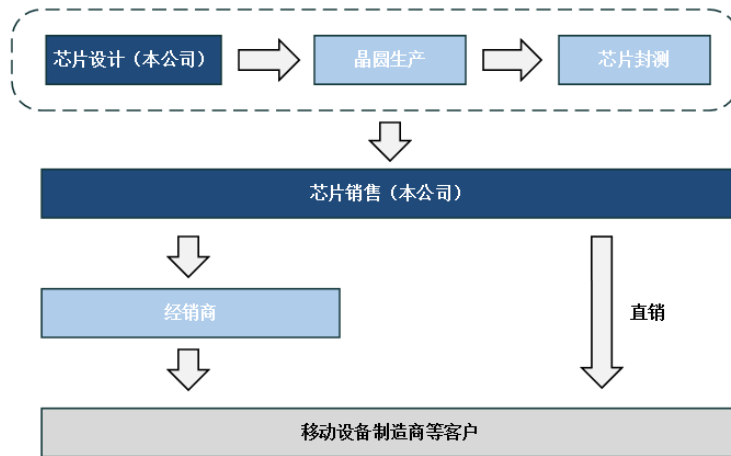 芯片设计（本公司）
晶圆生产
芯片封测
芯片销售（本公司）
经销商
直销
移动设备制造商等客户